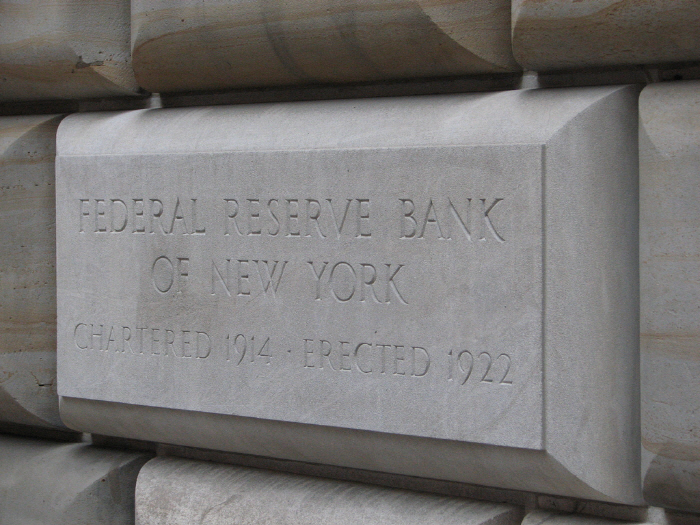 FEDERAL RESERVE BANK
OF NEW YORK
CHARTERED 1914 · ERECTED 1922